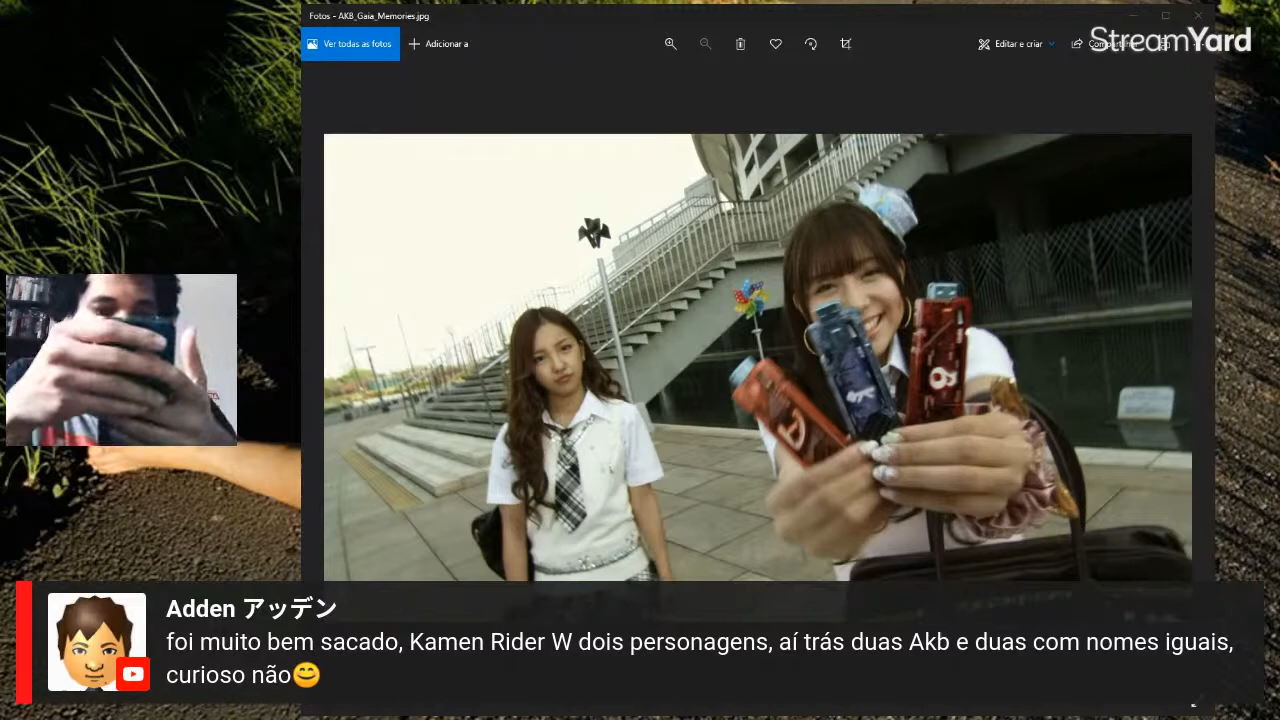 Fotos - AKB_Gaia_Memories.jpg
Ver todas as fotos
Adicionar a
Editar e criar
StreamYard
Adden アッデン
foi muito bem sacado, Kamen Rider W dois personagens, aí trás duas Akb e duas com nomes iguais,
curioso não😊